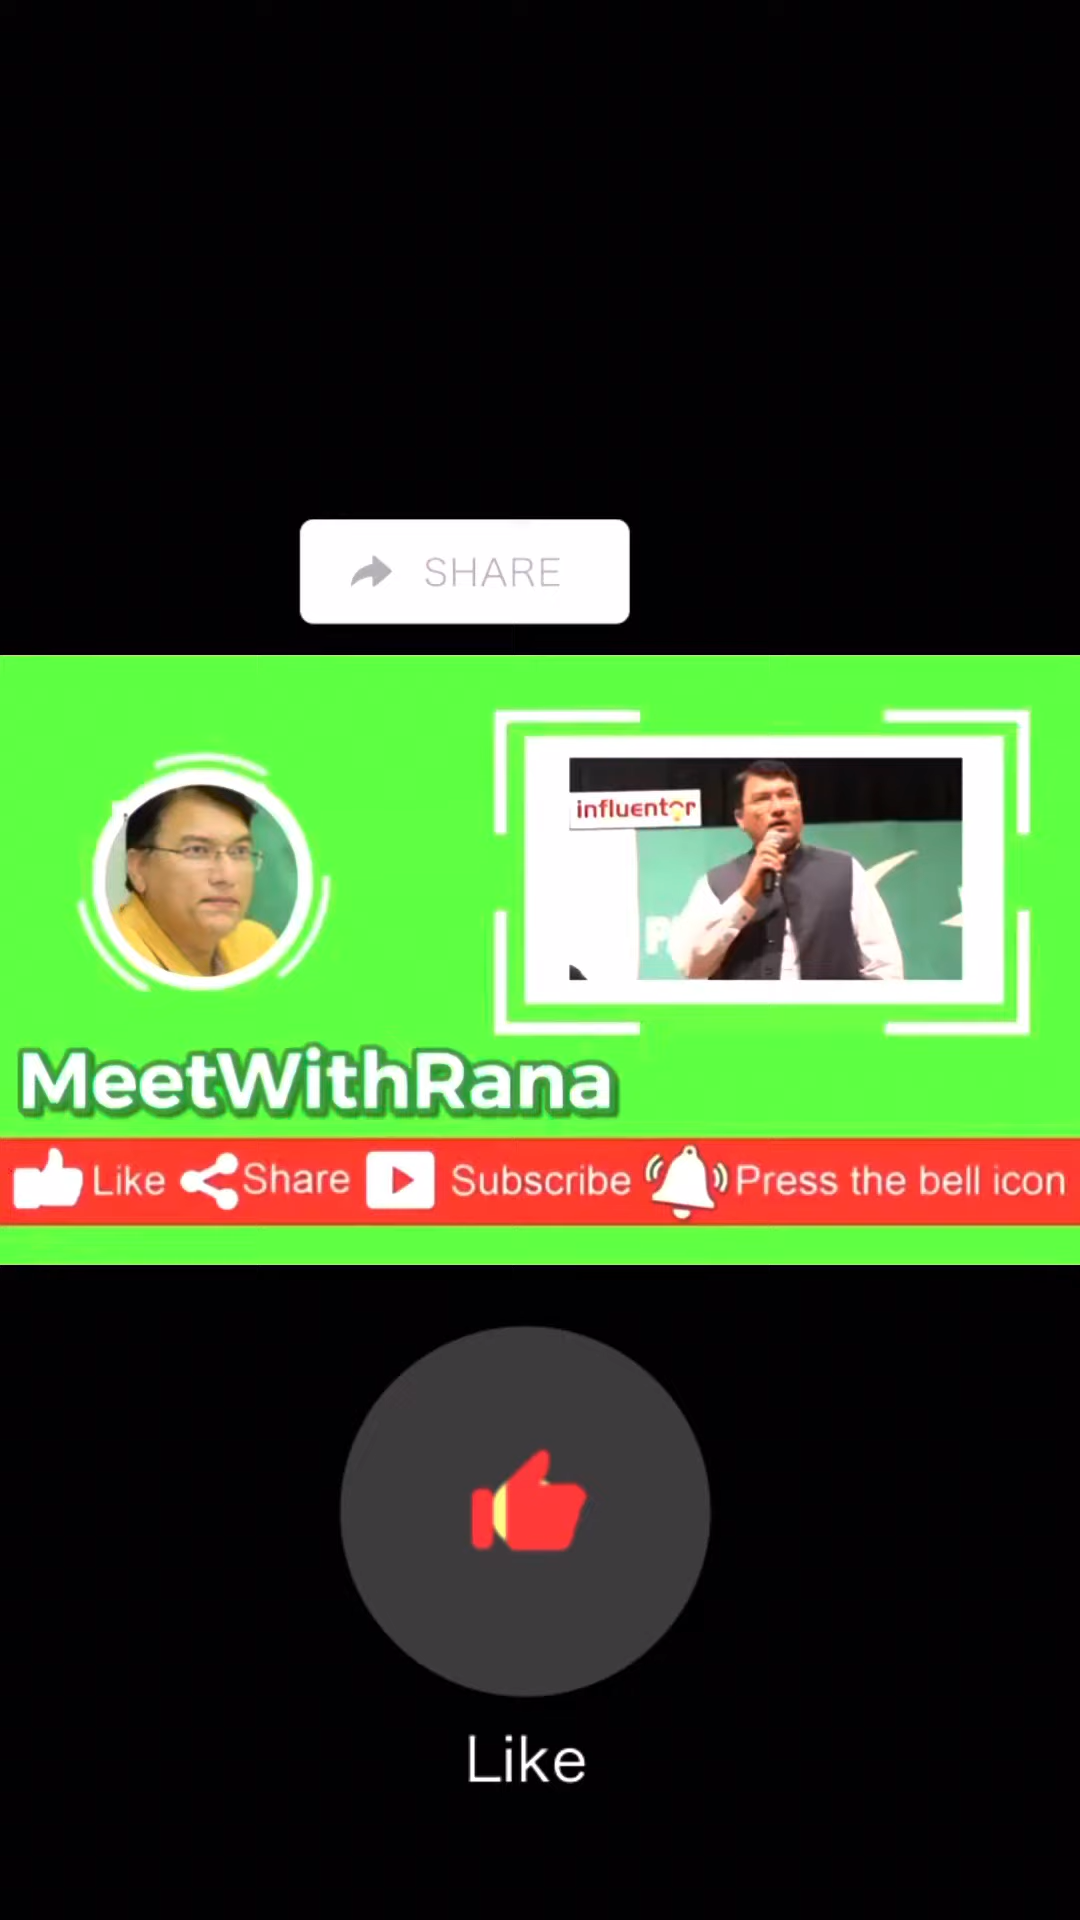 SHARE
influentor
MeetWithRana
Like Share Subscribe Press the bell icon
Like